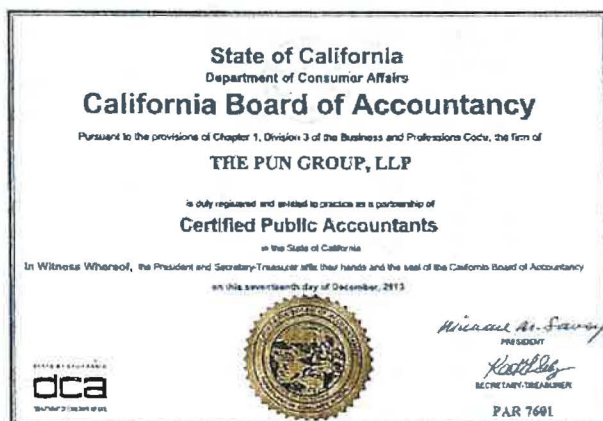 State of California
Department of Consumer Affairs
California Board of Accountancy
Pursuant to the provisions of Chapter 1, Division 3 of the Business and Professions Code, the firm of
THE PUN GROUP, LLP
is duly registered and entitled to practice as a partnership of
Certified Public Accountants
in the State of California
In Witness Whereof, the President and Secretary-Treasurer affix their hands and the seal of the California Board of Accountancy
on this seventeenth day of December, 2013
PRESIDENT
SECRETARY-TREASURER
STATE OF CALIFORNIA
dca
PAR 7601